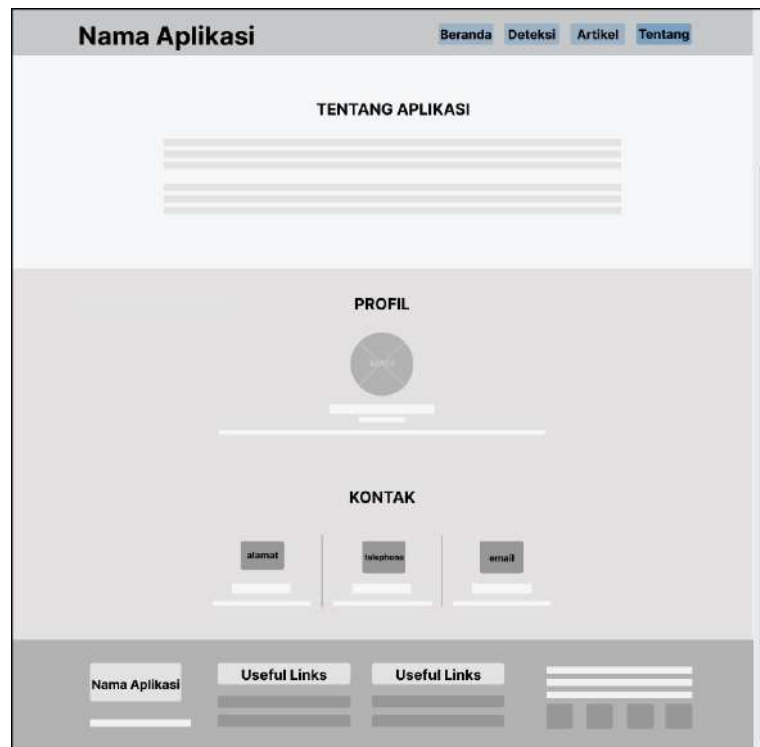 Nama Aplikasi
Beranda Deteksi Artikel Tentang
TENTANG APLIKASI
PROFIL
KONTAK
alamat telephone email
Nama Aplikasi
Useful Links
Useful Links